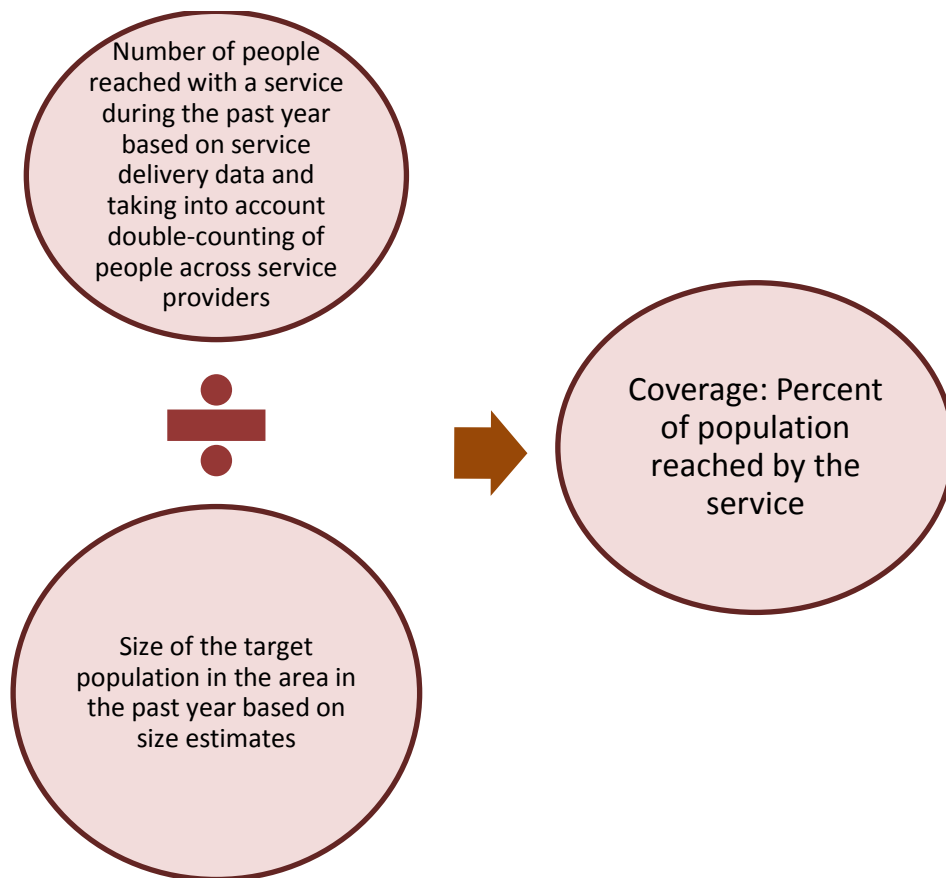 Number of people
reached with a service
during the past year
based on service
delivery data and
taking into account
double-counting of
people across service
providers
Coverage: Percent
of population
reached by the
service
Size of the target
population in the area in
the past year based on
size estimates